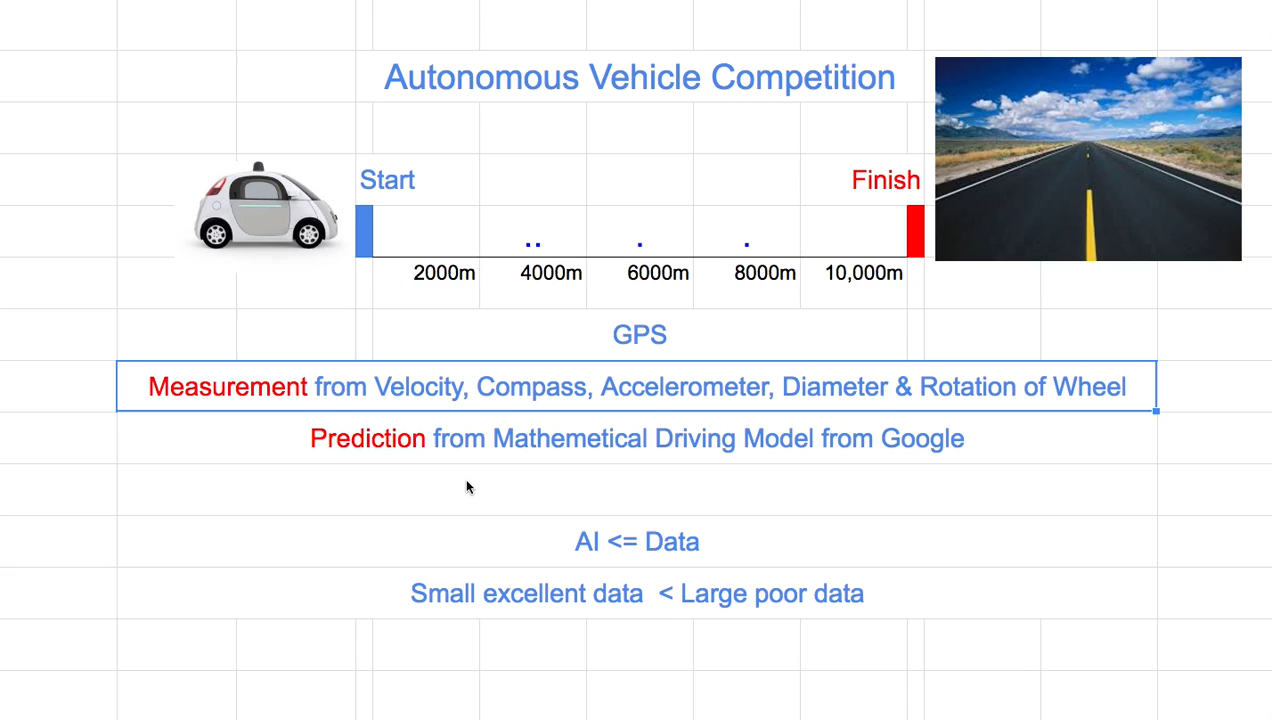 Autonomous Vehicle Competition
Start
Finish
2000m 4000m 6000m 8000m 10,000m
GPS
Measurement from Velocity, Compass, Accelerometer, Diameter & Rotation of Wheel
Prediction from Mathemetical Driving Model from Google
AI <= Data
Small excellent data < Large poor data